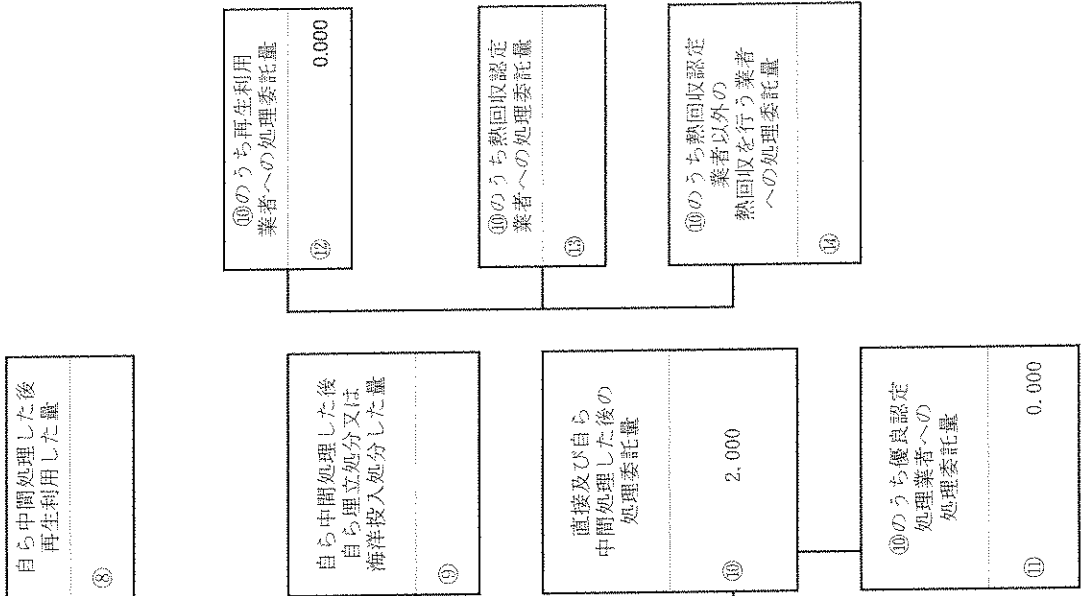 自ら中間処理した後
再生利用した量
⑧
自ら中間処理した後
自ら埋立処分又は
海洋投入処分した量
⑨
直接及び自ら
中間処理した後の
処理委託量
⑩ 2.000
⑩のうち優良認定
処理業者への
処理委託量
⑪ 0.000
⑩のうち再生利用
業者への処理委託量
⑫ 0.000
⑩のうち熱回収認定
業者への処理委託量
⑬
⑩のうち熱回収認定
業者以外の
熱回収を行う業者
への処理委託量
⑭